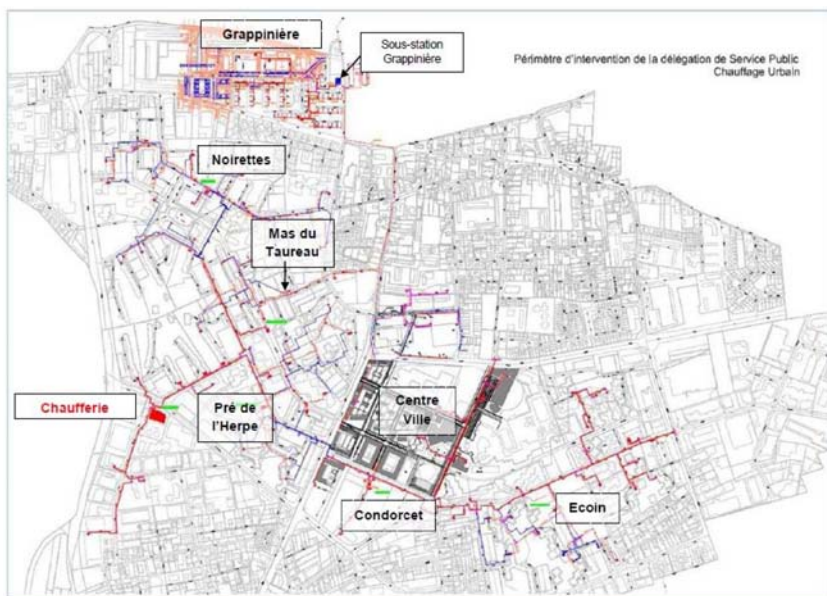 Grappinière
Sous-station
Grappinière
Périmètre d'intervention de la délégation de Service Public
Chauffage Urbain
Noirettes
Mas du
Taureau
Chaufferie
Pré de
l'Herpe
Centre
Ville
Condorcet
Ecoin